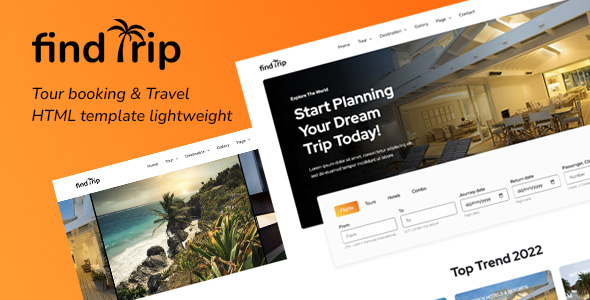 find Trip
Tour booking & Travel
HTML template lightweight
find Trip
Home Tour Destination Gallery Page Contact
Explore The World
Start Planning
Your Dream
Trip Today!
Lorem ipsum dolor sit amet, consectetur adipiscing elit,
sed do eiusmod tempor incididunt ut labore
Flights Tours Hotels Combo
From
From..
To
To..
Journey date
dd/mm/yyyy
Return date
dd/mm/yyyy
Passenger, Cl
Number
Top Trend 2022
find Trip
Home Tour Destination Gallery Page